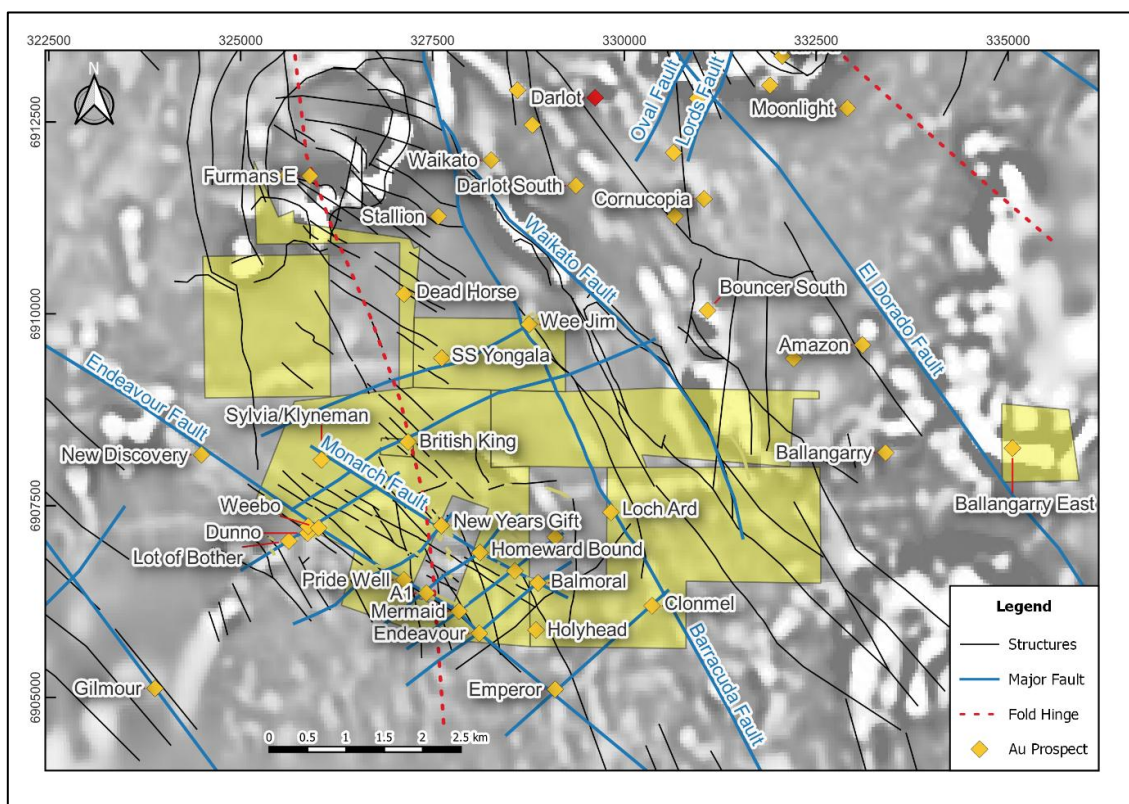 322500
325000
327500
330000
332500
335000
N
6912500
6910000
6907500
6905000
Darlot
Oval Fault
Lords Fault
Moonlight
Waikato
Furmans E
Darlot South
Cornucopia
Stallion
Waikato Fault
Dead Horse
Bouncer South
El Dorado Fault
Wee Jim
SS Yongala
Amazon
Endeavour Fault
Sylvia/Klyneman
British King
New Discovery
Monarch Fault
Ballangarry
Weebo
Loch Ard
Ballangarry East
New Years Gift
Dunno
Homeward Bound
Lot of Bother
Pride Well
Balmoral
A1
Clonmel
Mermaid
Endeavour
Holyhead
Barracuda Fault
Gilmour
Emperor
0 0.5 1 1.5 2 2.5 km
Legend
Structures
Major Fault
Fold Hinge
Au Prospect